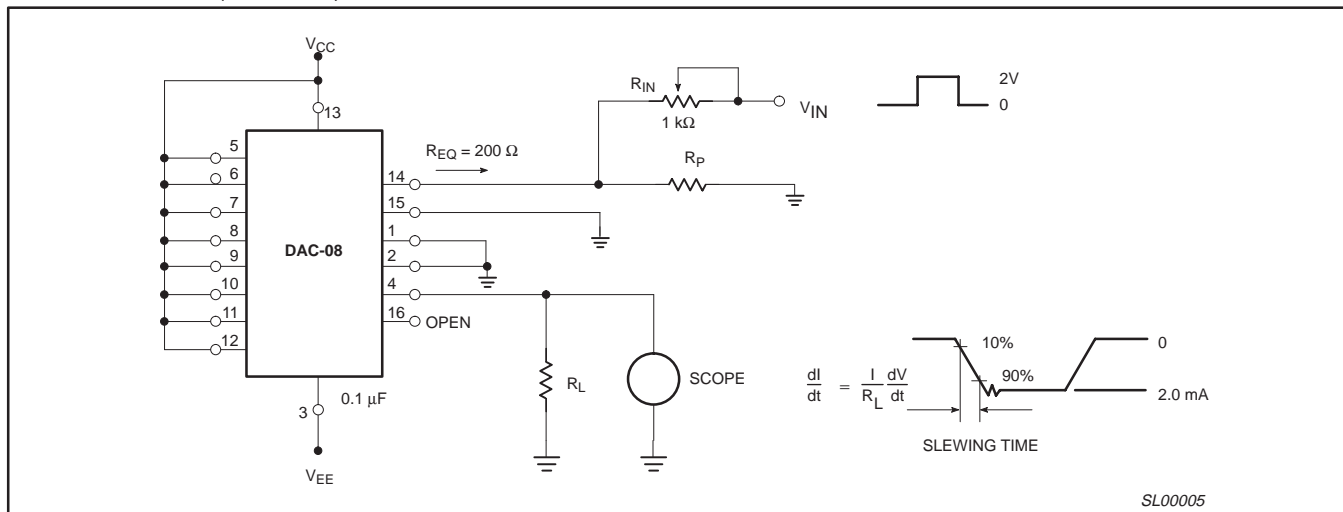 VCC
13
5
6
7
8
9
10
11
12
DAC-08
14
15
1
2
4
16
OPEN
3
0.1 µF
VEE
REQ = 200 Ω
RIN
1 kΩ
VIN
RP
2V
0
RL
SCOPE
dI/dt = I/RL dV/dt
10%
90%
0
2.0 mA
SLEWING TIME
SL00005